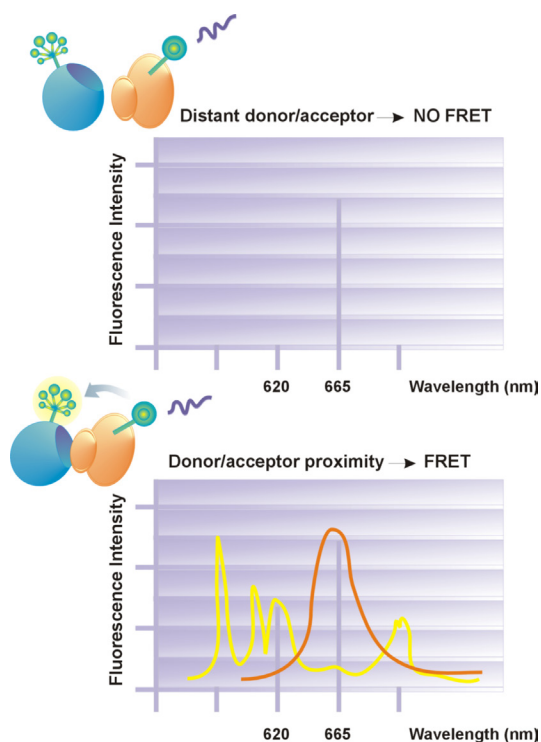 Distant donor/acceptor → NO FRET
Fluorescence Intensity
620 665 Wavelength (nm)
Donor/acceptor proximity → FRET
Fluorescence Intensity
620 665 Wavelength (nm)